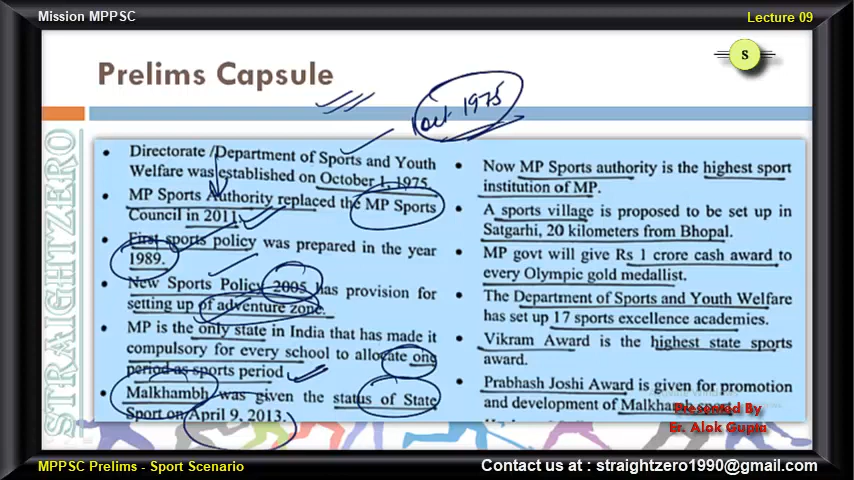 Mission MPPSC
Lecture 09
S
Prelims Capsule
oct 1975
STRAIGHTZERO
• Directorate /Department of Sports and Youth
Welfare was established on October 1, 1975.
• MP Sports Authority replaced the MP Sports
Council in 2011.
• First sports policy was prepared in the year
1989.
• New Sports Policy 2005 has provision for
setting up of adventure zone.
• MP is the only state in India that has made it
compulsory for every school to allocate one
period as sports period
• Malkhambh was given the status of State
Sport on April 9, 2013.
• Now MP Sports authority is the highest sport
institution of MP.
• A sports village is proposed to be set up in
Satgarhi, 20 kilometers from Bhopal.
• MP govt will give Rs 1 crore cash award to
every Olympic gold medallist.
• The Department of Sports and Youth Welfare
has set up 17 sports excellence academies.
• Vikram Award is the highest state sports
award.
• Prabhash Joshi Award is given for promotion
and development of Malkhamb sport
Presented By
Er. Alok Gupta
MPPSC Prelims - Sport Scenario
Contact us at : straightzero1990@gmail.com